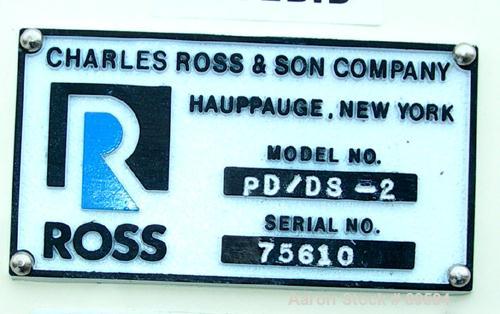 CHARLES ROSS & SON COMPANY
HAUPPAUGE, NEW YORK
MODEL NO.
PD/DS-2
SERIAL NO.
75610
R
ROSS